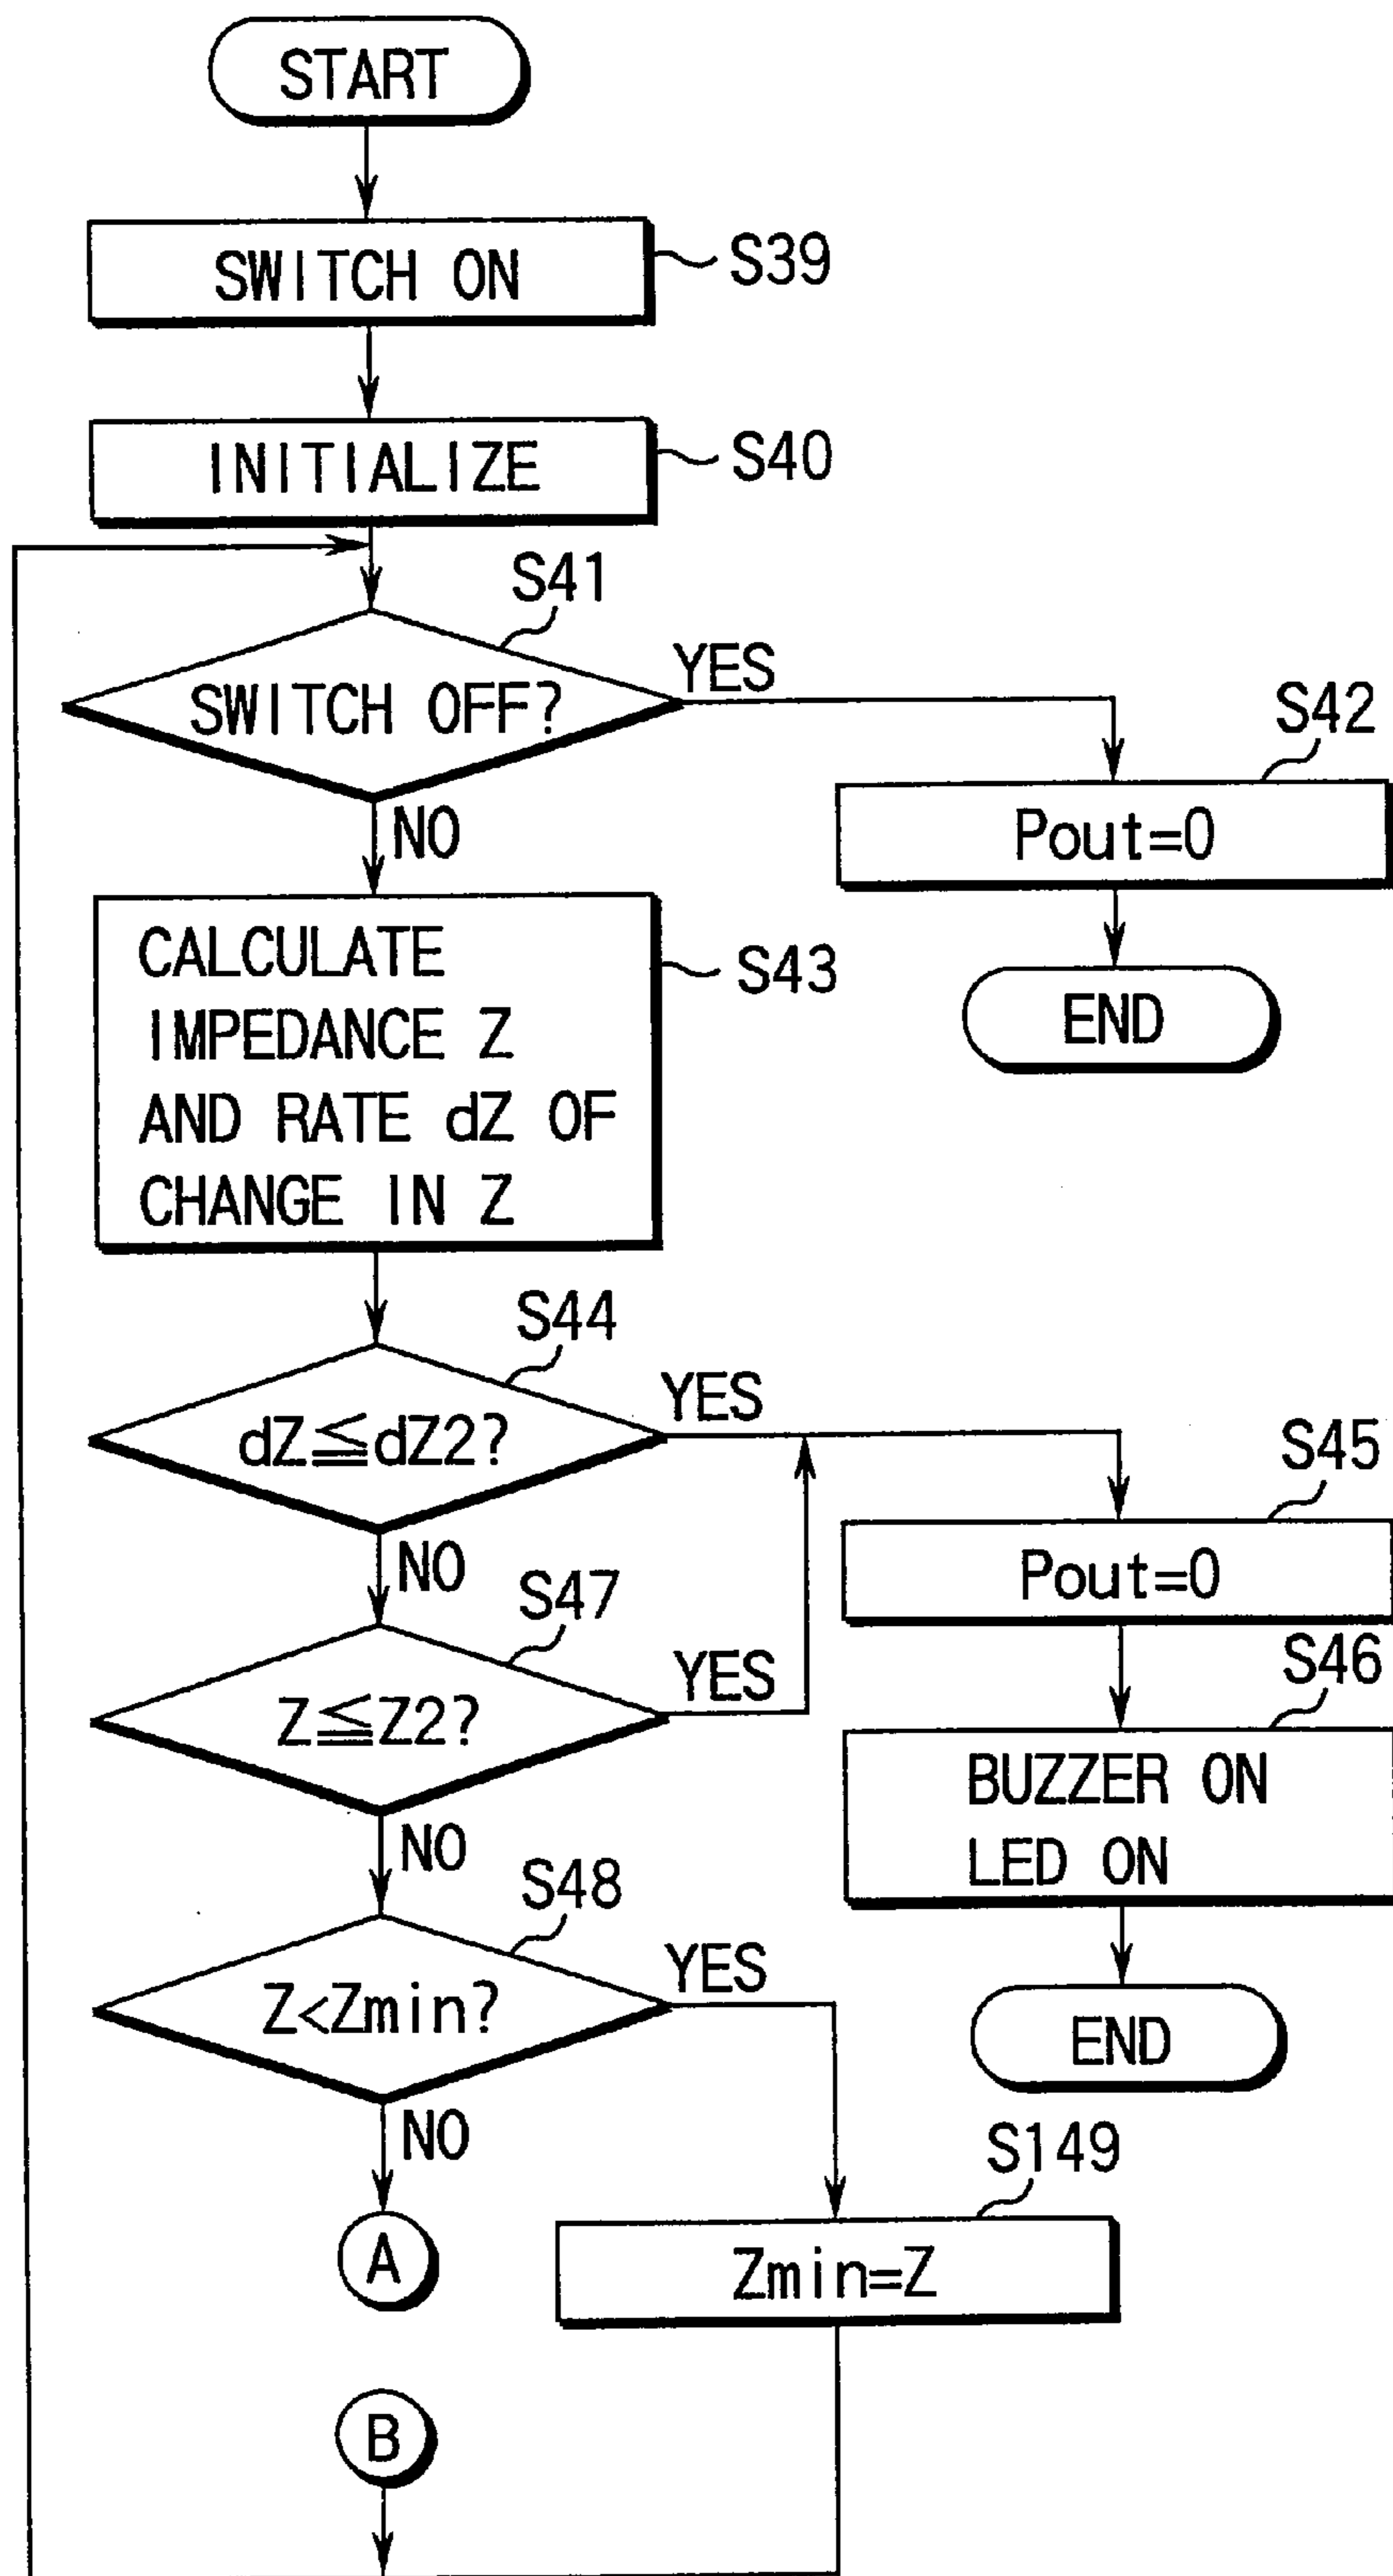 START
SWITCH ON
S39
INITIALIZE
S40
S41
SWITCH OFF?
YES
S42
NO
Pout=0
CALCULATE
IMPEDANCE Z
AND RATE dZ OF
CHANGE IN Z
S43
END
S44
dZ≦dZ2?
YES
S45
NO
Pout=0
S47
Z≦Z2?
YES
S46
BUZZER ON
LED ON
NO
S48
Z<Zmin?
YES
END
NO
S149
A
Zmin=Z
B